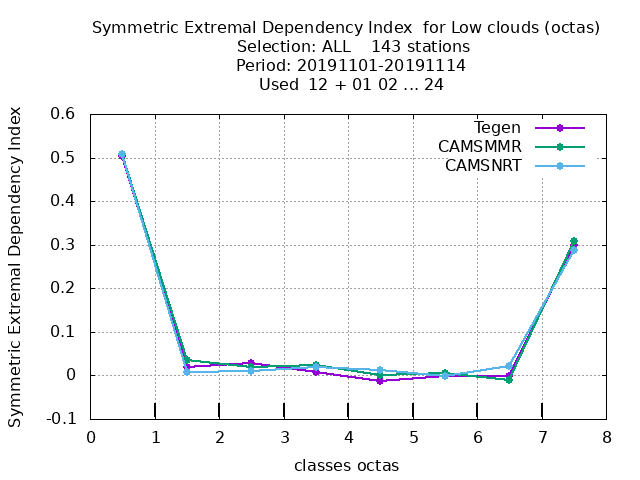 Symmetric Extremal Dependency Index  for Low clouds (octas)
Selection: ALL    143 stations
Period: 20191101-20191114
Used  12 + 01 02 ... 24
Symmetric Extremal Dependency Index
0.6
0.5
0.4
0.3
0.2
0.1
0
-0.1
Tegen
CAMSMMR
CAMSNRT
0 1 2 3 4 5 6 7 8
classes octas